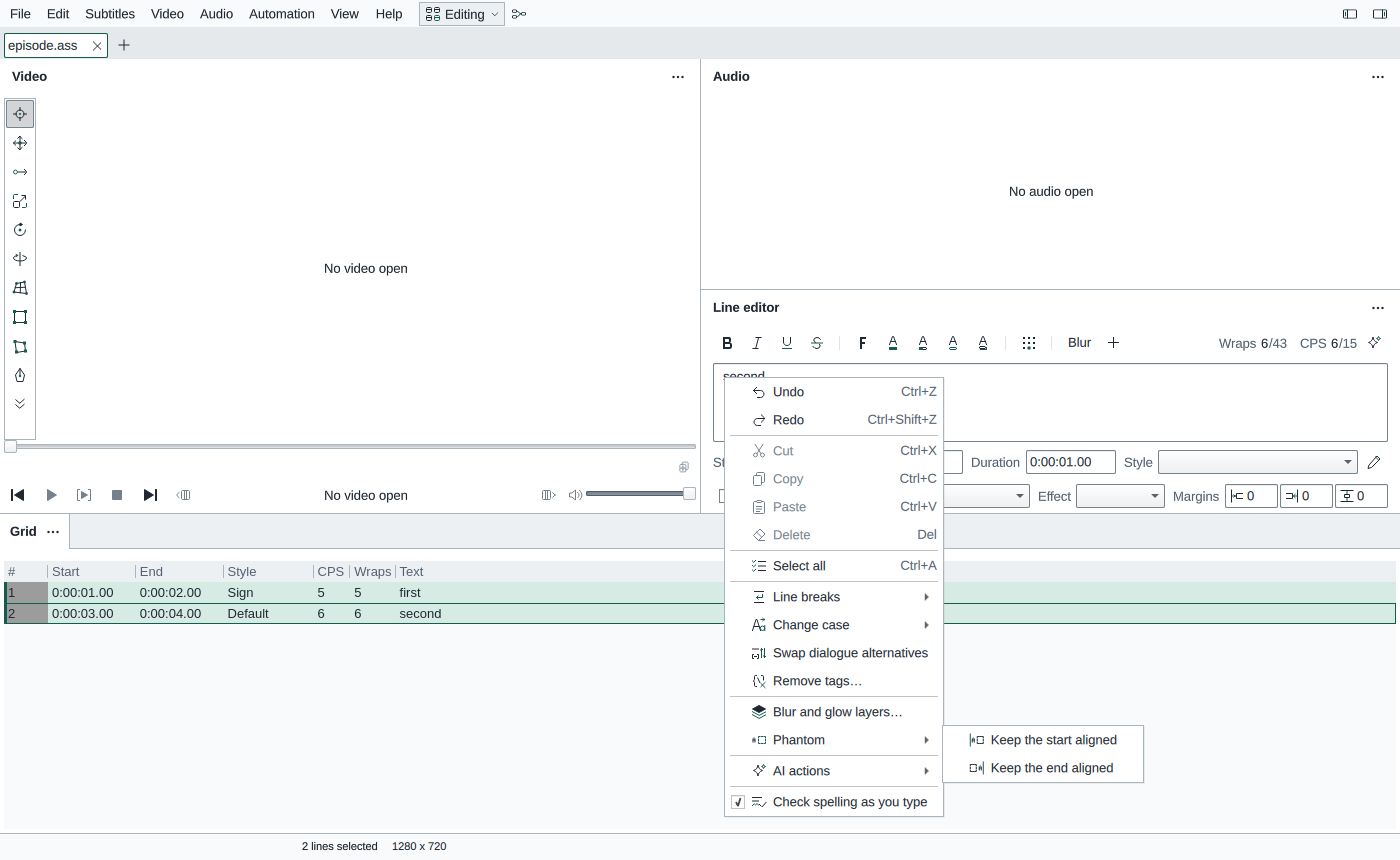 File Edit Subtitles Video Audio Automation View Help Editing
episode.ass
Video
Audio
No video open
No audio open
Line editor
B I U S F A A A A Blur Wraps 6/43 CPS 6/15
second
Duration 0:00:01.00 Style
Effect Margins 0 0 0
No video open
Undo Ctrl+Z
Redo Ctrl+Shift+Z
Cut Ctrl+X
Copy Ctrl+C
Paste Ctrl+V
Delete Del
Select all Ctrl+A
Line breaks
Change case
Swap dialogue alternatives
Remove tags…
Blur and glow layers…
Phantom
AI actions
Check spelling as you type
Keep the start aligned
Keep the end aligned
Grid
# Start End Style CPS Wraps Text
1 0:00:01.00 0:00:02.00 Sign 5 5 first
2 0:00:03.00 0:00:04.00 Default 6 6 second
2 lines selected 1280 x 720